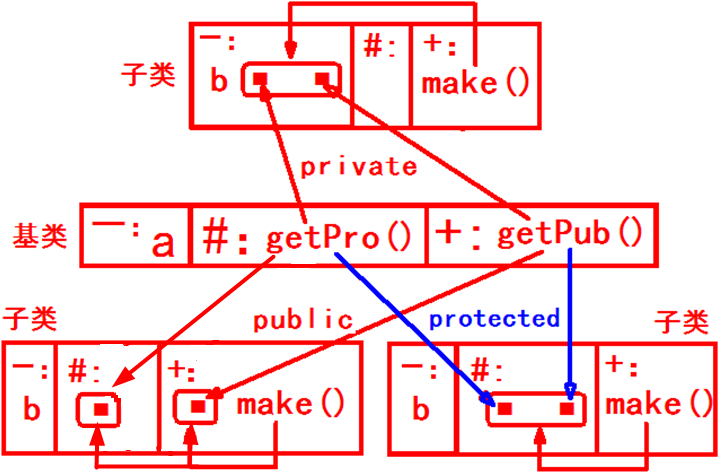 子类
-: b
#:
+: make()
private
基类
-: a
#: getPro()
+: getPub()
子类
public
protected
子类
-: b
#:
+: make()
-: b
#:
+: make()